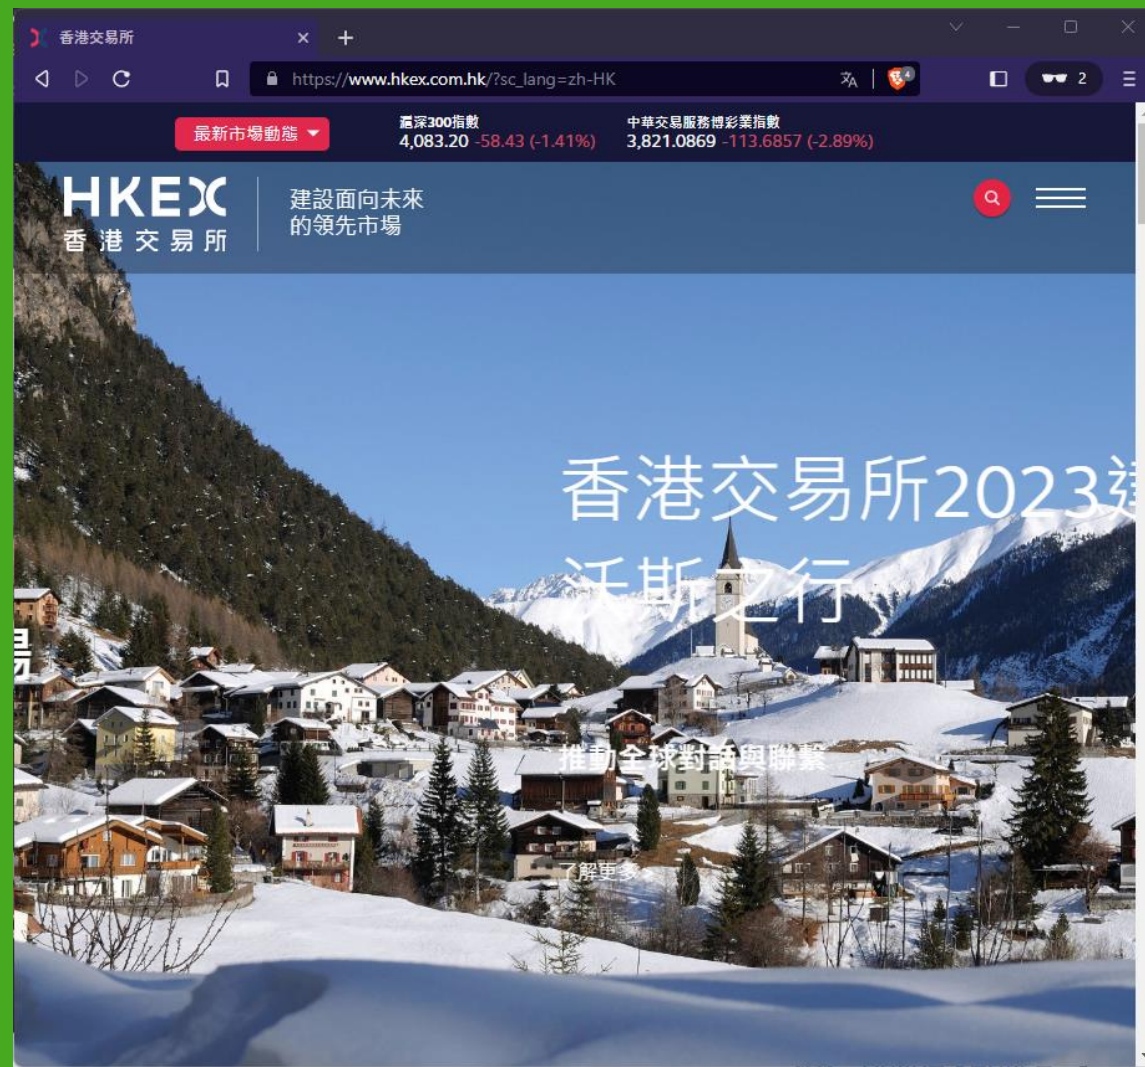 香港交易所
https://www.hkex.com.hk/?sc_lang=zh-HK
4
2
最新市場動態
滬深300指數
4,083.20 -58.43 (-1.41%)
中華交易服務博彩業指數
3,821.0869 -113.6857 (-2.89%)
HKEX
香港交易所
建設面向未來
的領先市場
香港交易所2023達
沃斯之行
場
推動全球對話與聯繫
了解更多 >